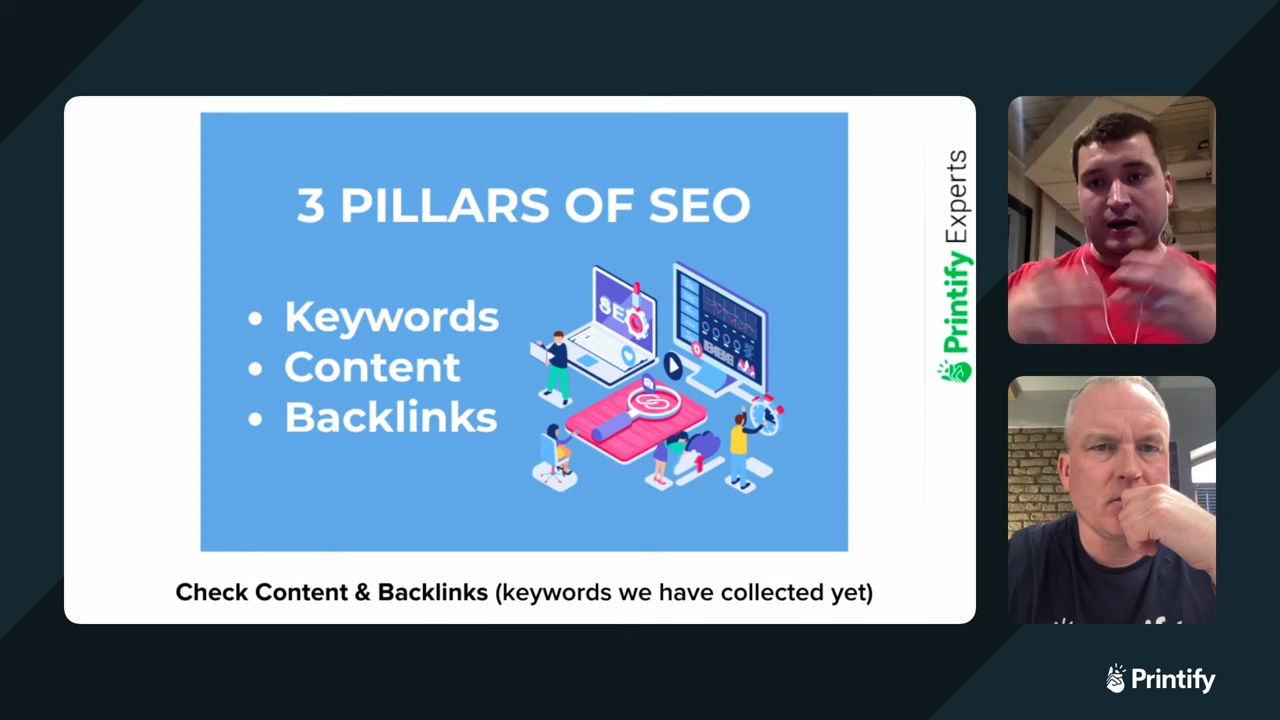 3 PILLARS OF SEO
• Keywords
• Content
• Backlinks
SEO
Check Content & Backlinks (keywords we have collected yet)
Printify Experts
Printify